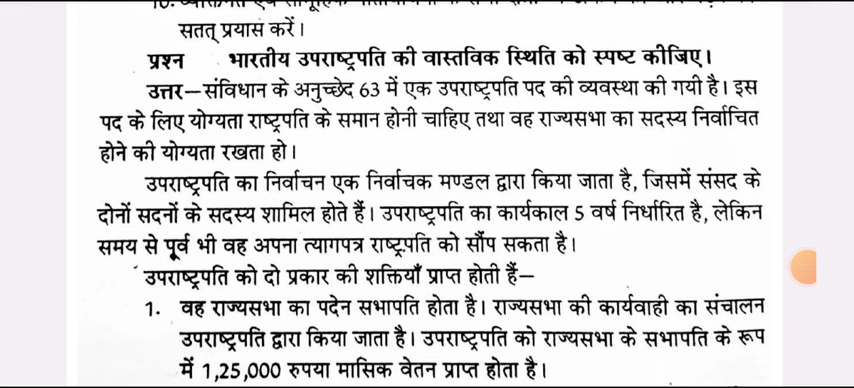 सतत् प्रयास करें।
प्रश्न भारतीय उपराष्ट्रपति की वास्तविक स्थिति को स्पष्ट कीजिए।
उत्तर—संविधान के अनुच्छेद 63 में एक उपराष्ट्रपति पद की व्यवस्था की गयी है। इस
पद के लिए योग्यता राष्ट्रपति के समान होनी चाहिए तथा वह राज्यसभा का सदस्य निर्वाचित
होने की योग्यता रखता हो।
उपराष्ट्रपति का निर्वाचन एक निर्वाचक मण्डल द्वारा किया जाता है, जिसमें संसद के
दोनों सदनों के सदस्य शामिल होते हैं। उपराष्ट्रपति का कार्यकाल 5 वर्ष निर्धारित है, लेकिन
समय से पूर्व भी वह अपना त्यागपत्र राष्ट्रपति को सौंप सकता है।
उपराष्ट्रपति को दो प्रकार की शक्तियाँ प्राप्त होती हैं—
1. वह राज्यसभा का पदेन सभापति होता है। राज्यसभा की कार्यवाही का संचालन
उपराष्ट्रपति द्वारा किया जाता है। उपराष्ट्रपति को राज्यसभा के सभापति के रूप
में 1,25,000 रुपया मासिक वेतन प्राप्त होता है।